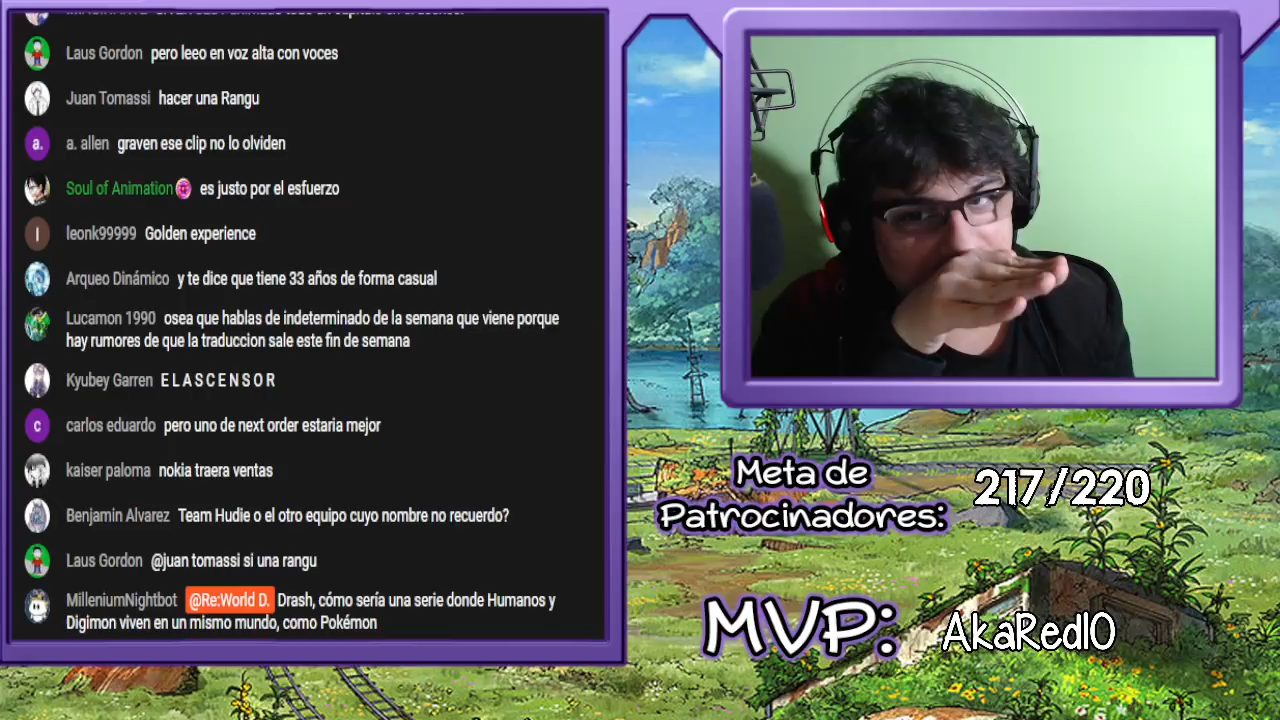 Laus Gordon pero leeo en voz alta con voces
Juan Tomassi hacer una Rangu
a. a. allen graven ese clip no lo olviden
Soul of Animation es justo por el esfuerzo
l leonk99999 Golden experience
Arqueo Dinámico y te dice que tiene 33 años de forma casual
Lucamon 1990 osea que hablas de indeterminado de la semana que viene porque
hay rumores de que la traduccion sale este fin de semana
Kyubey Garren E L A S C E N S O R
c carlos eduardo pero uno de next order estaria mejor
kaiser paloma nokia traera ventas
Benjamin Alvarez Team Hudie o el otro equipo cuyo nombre no recuerdo?
Laus Gordon @juan tomassi si una rangu
MilleniumNightbot @Re:World D. Drash, cómo sería una serie donde Humanos y
Digimon viven en un mismo mundo, como Pokémon
Meta de
Patrocinadores:
217/220
MVP:
AkaRed10